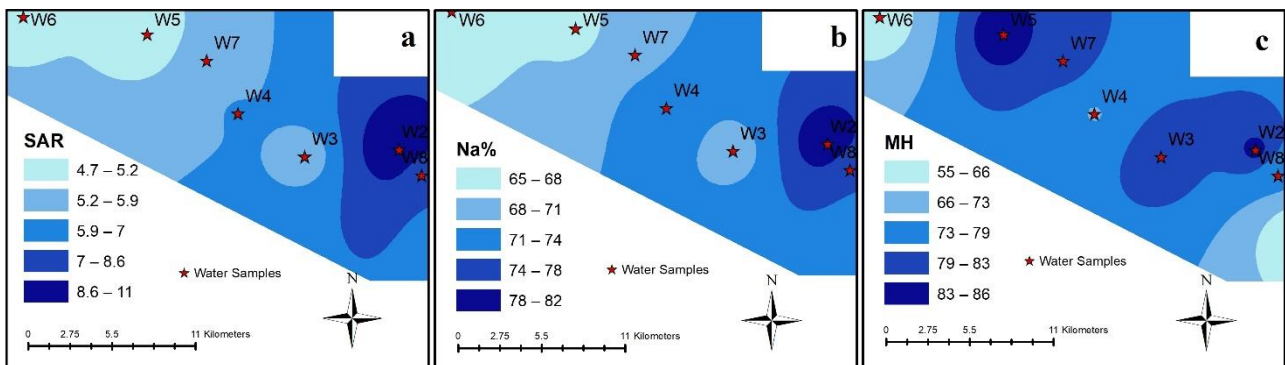 a
W6
W5
W7
W4
W3
W2
W8
SAR
4.7 – 5.2
5.2 – 5.9
5.9 – 7
7 – 8.6
8.6 – 11
Water Samples
N
0 2.75 5.5 11 Kilometers
b
W6
W5
W7
W4
W3
W2
W8
Na%
65 – 68
68 – 71
71 – 74
74 – 78
78 – 82
Water Samples
N
0 2.75 5.5 11 Kilometers
c
W6
W5
W7
W4
W3
W2
W8
MH
55 – 66
66 – 73
73 – 79
79 – 83
83 – 86
Water Samples
N
0 2.75 5.5 11 Kilometers